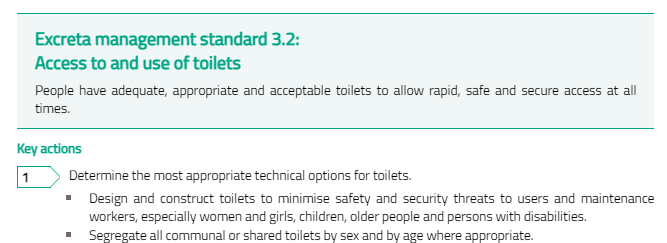 Excreta management standard 3.2:
Access to and use of toilets
People have adequate, appropriate and acceptable toilets to allow rapid, safe and secure access at all
times.
Key actions
1 Determine the most appropriate technical options for toilets.
▪ Design and construct toilets to minimise safety and security threats to users and maintenance
workers, especially women and girls, children, older people and persons with disabilities.
▪ Segregate all communal or shared toilets by sex and by age where appropriate.